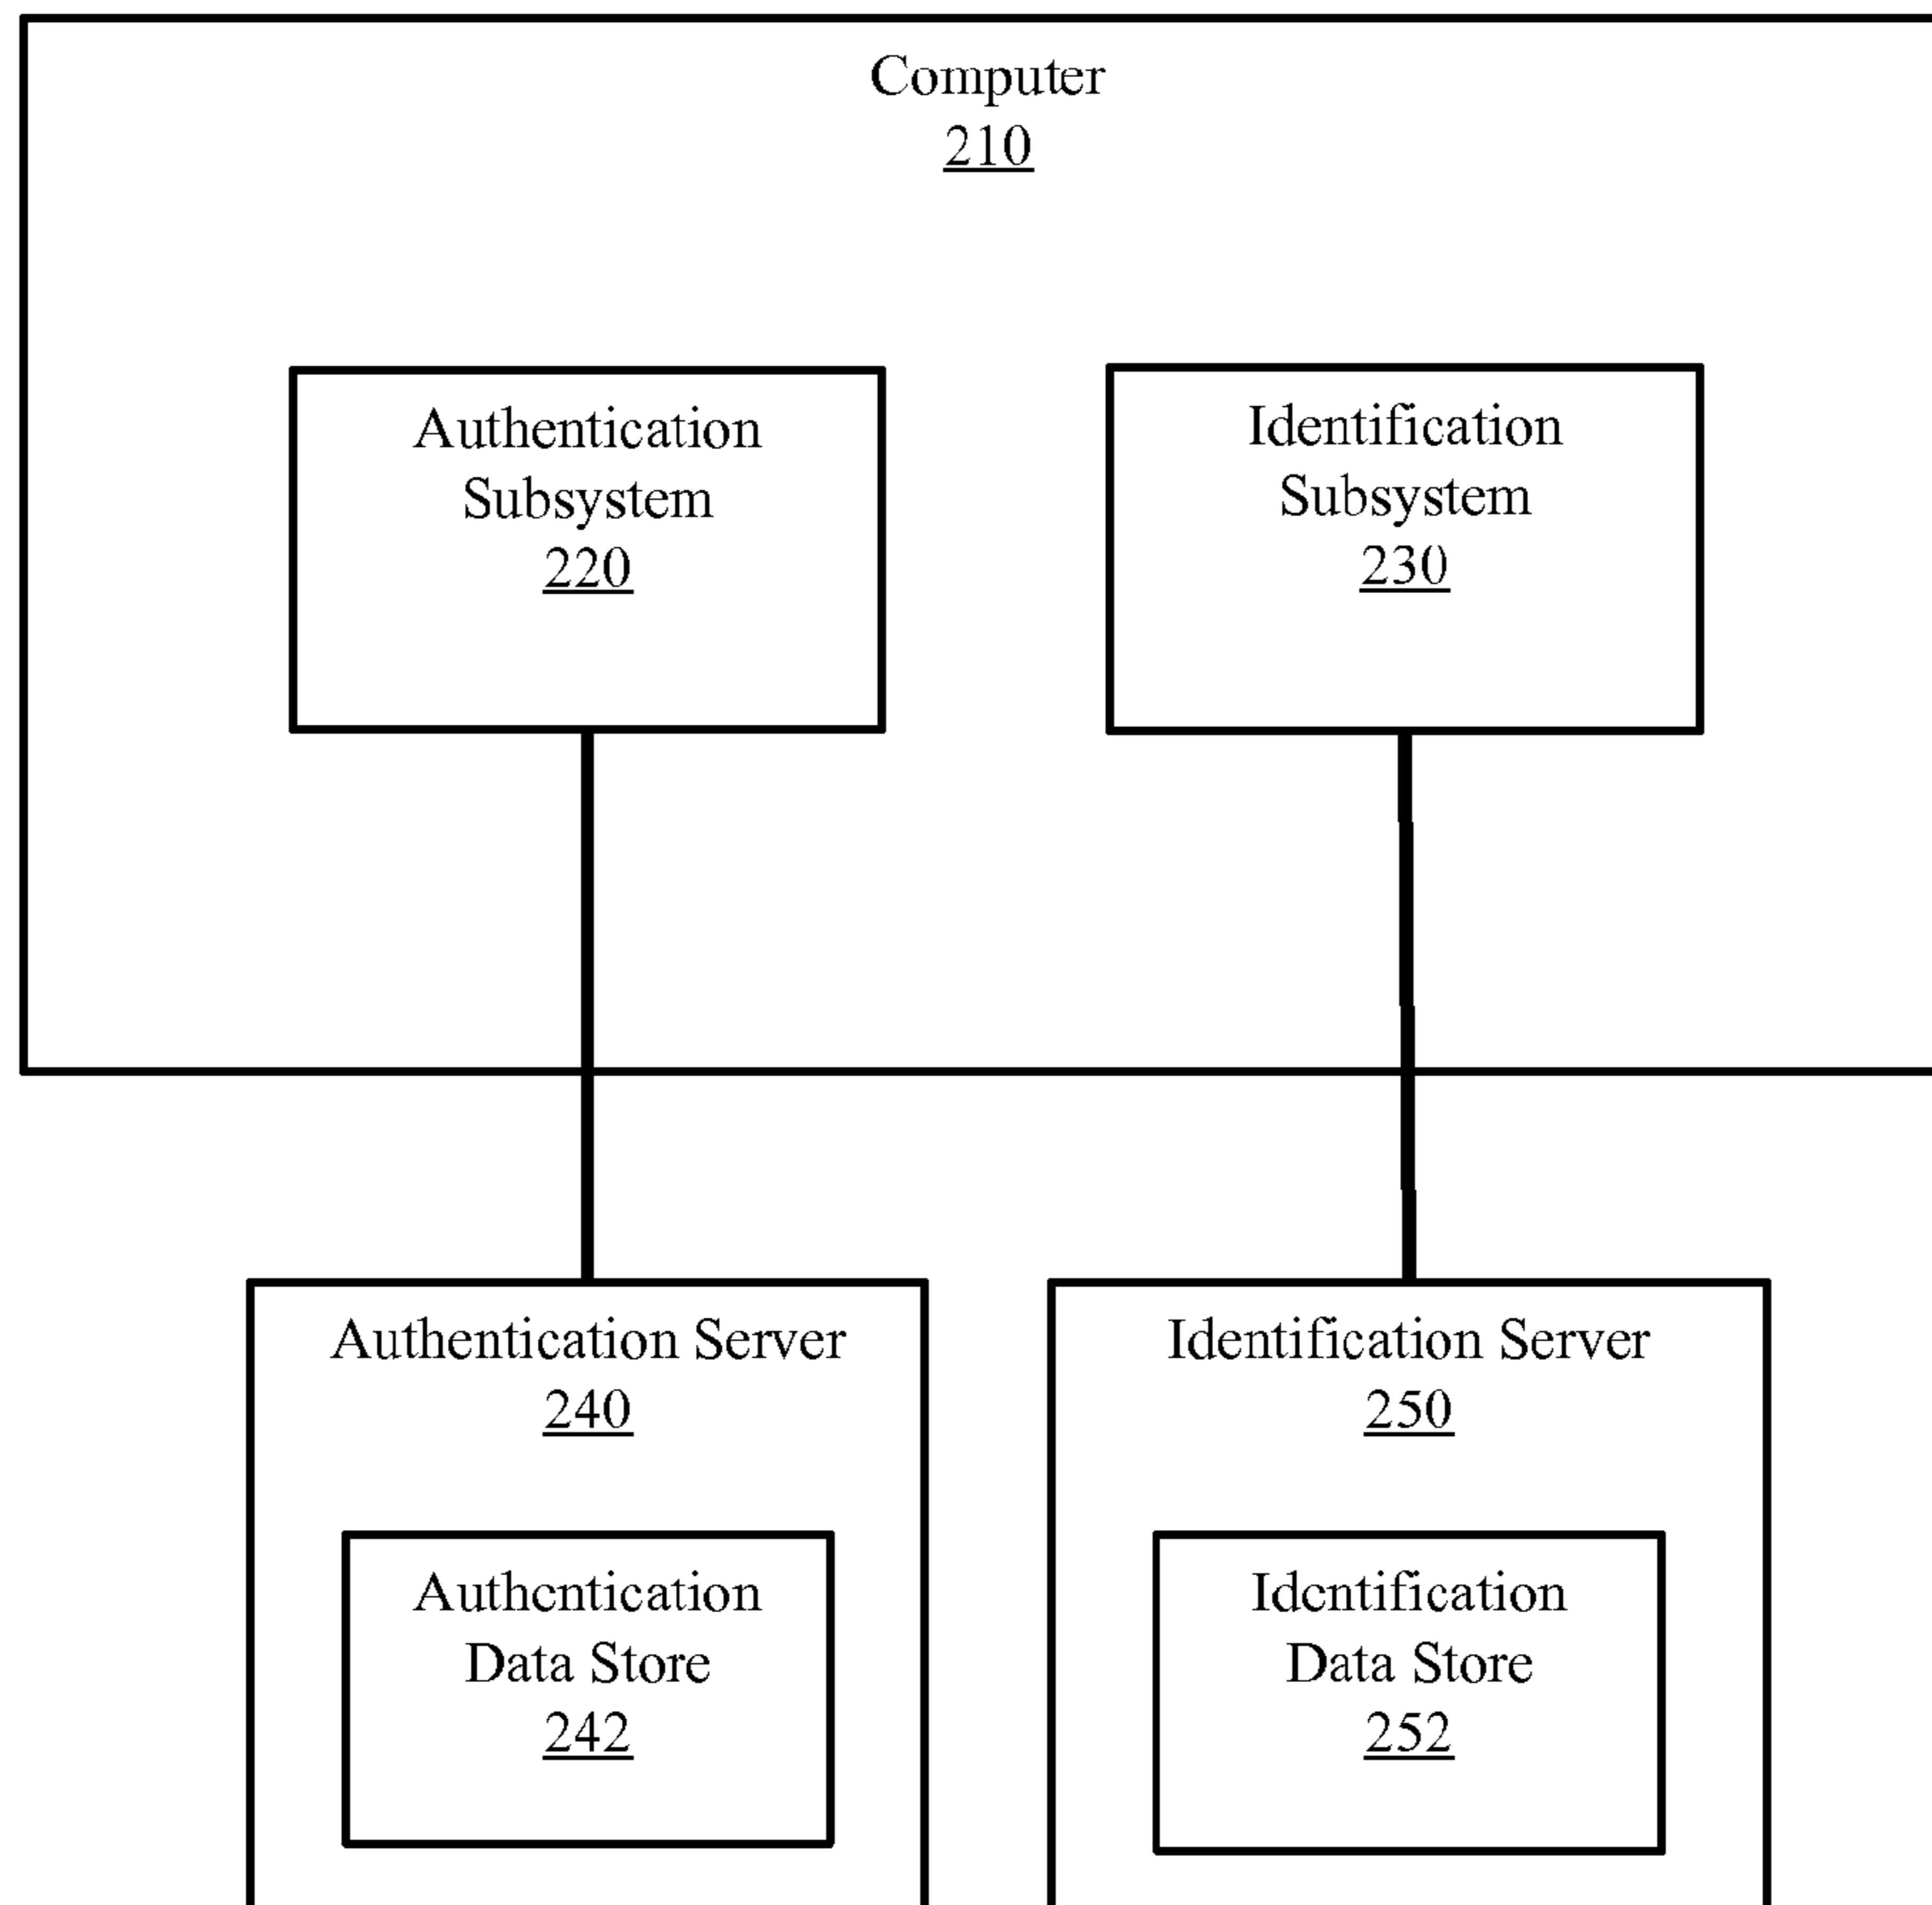 Computer
210
Authentication
Subsystem
220
Identification
Subsystem
230
Authentication Server
240
Authentication
Data Store
242
Identification Server
250
Identification
Data Store
252